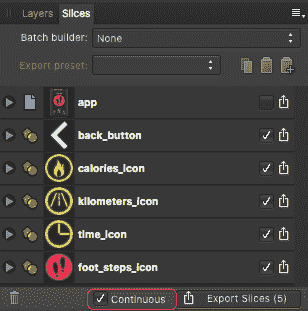 Layers Slices
Batch builder: None
Export preset:
app
back_button
calories_icon
kilometers_icon
time_icon
foot_steps_icon
Continuous Export Slices (5)